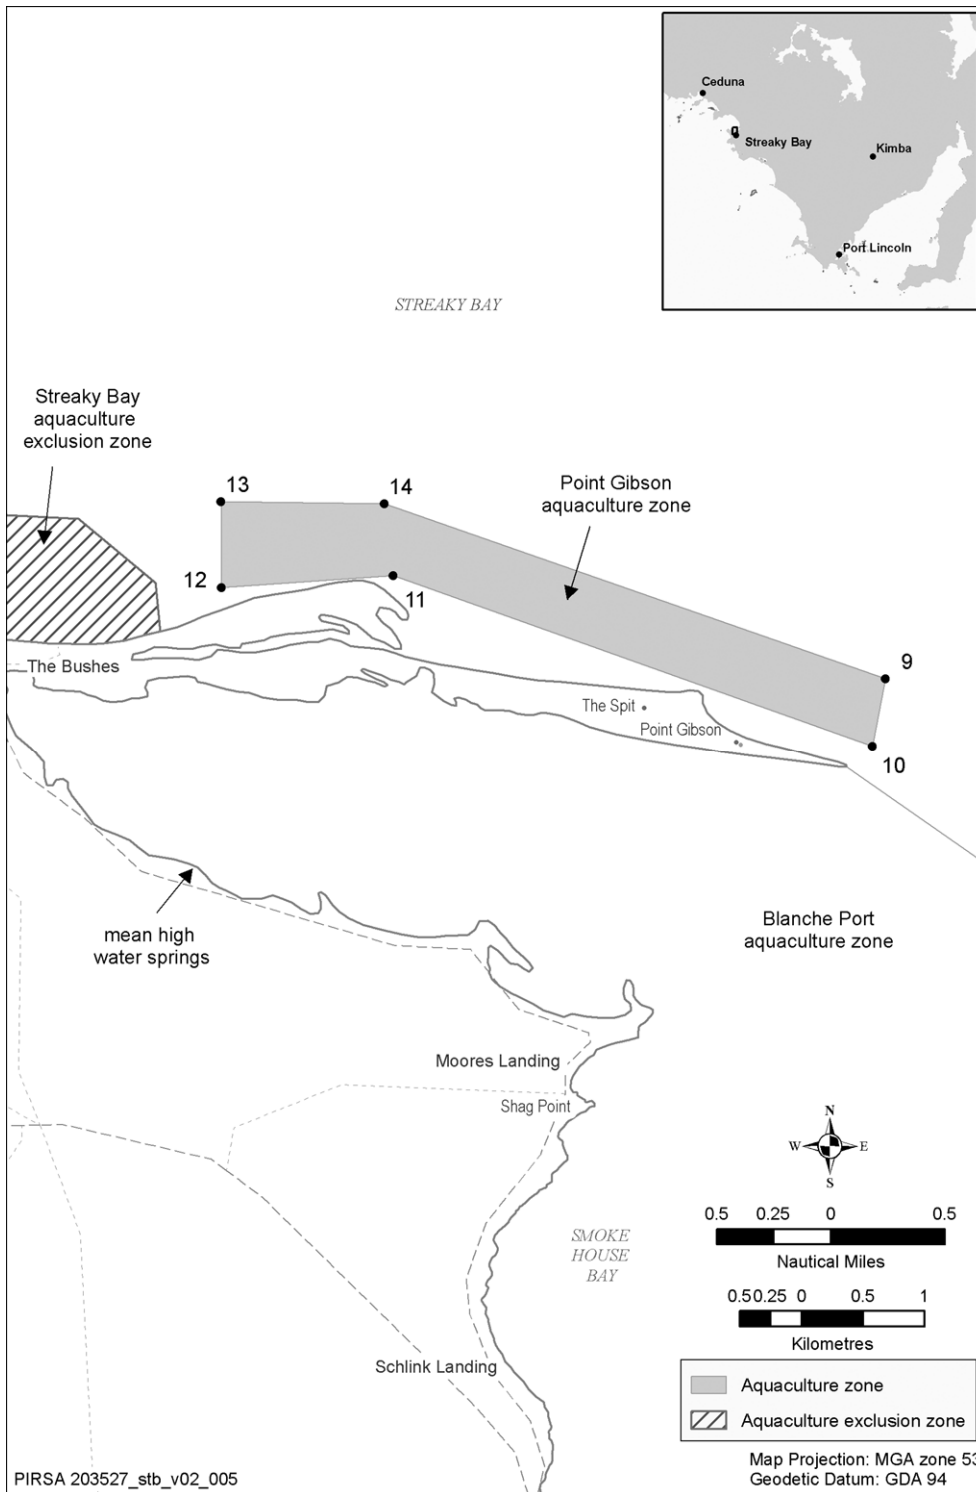 Ceduna
Streaky Bay
Kimba
Port Lincoln
STREAKY BAY
Streaky Bay
aquaculture
exclusion zone
Point Gibson
aquaculture zone
13
14
12
11
9
10
The Bushes
The Spit
Point Gibson
mean high
water springs
Blanche Port
aquaculture zone
Moores Landing
Shag Point
SMOKE
HOUSE
BAY
Schlink Landing
N
W
E
S
0.5 0.25 0 0.5
Nautical Miles
0.5 0.25 0 0.5 1
Kilometres
Aquaculture zone
Aquaculture exclusion zone
Map Projection: MGA zone 53
Geodetic Datum: GDA 94
PIRSA 203527_stb_v02_005